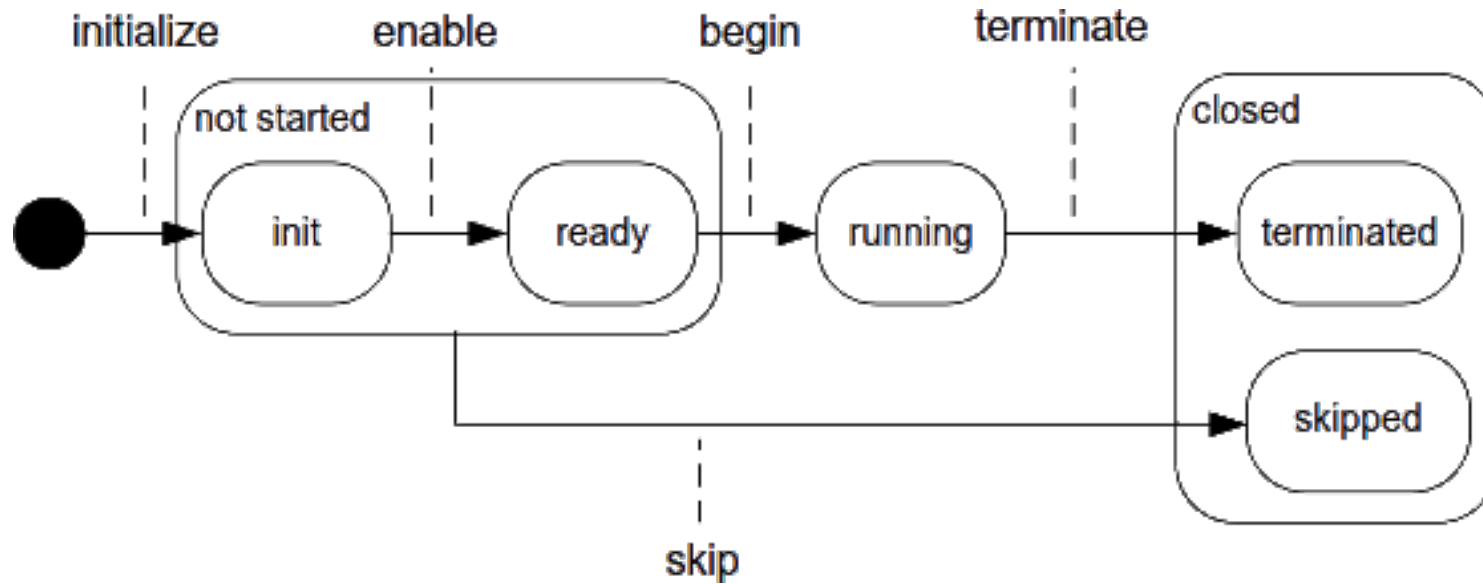 initialize
enable
begin
terminate
not started
closed
init
ready
running
terminated
skipped
skip